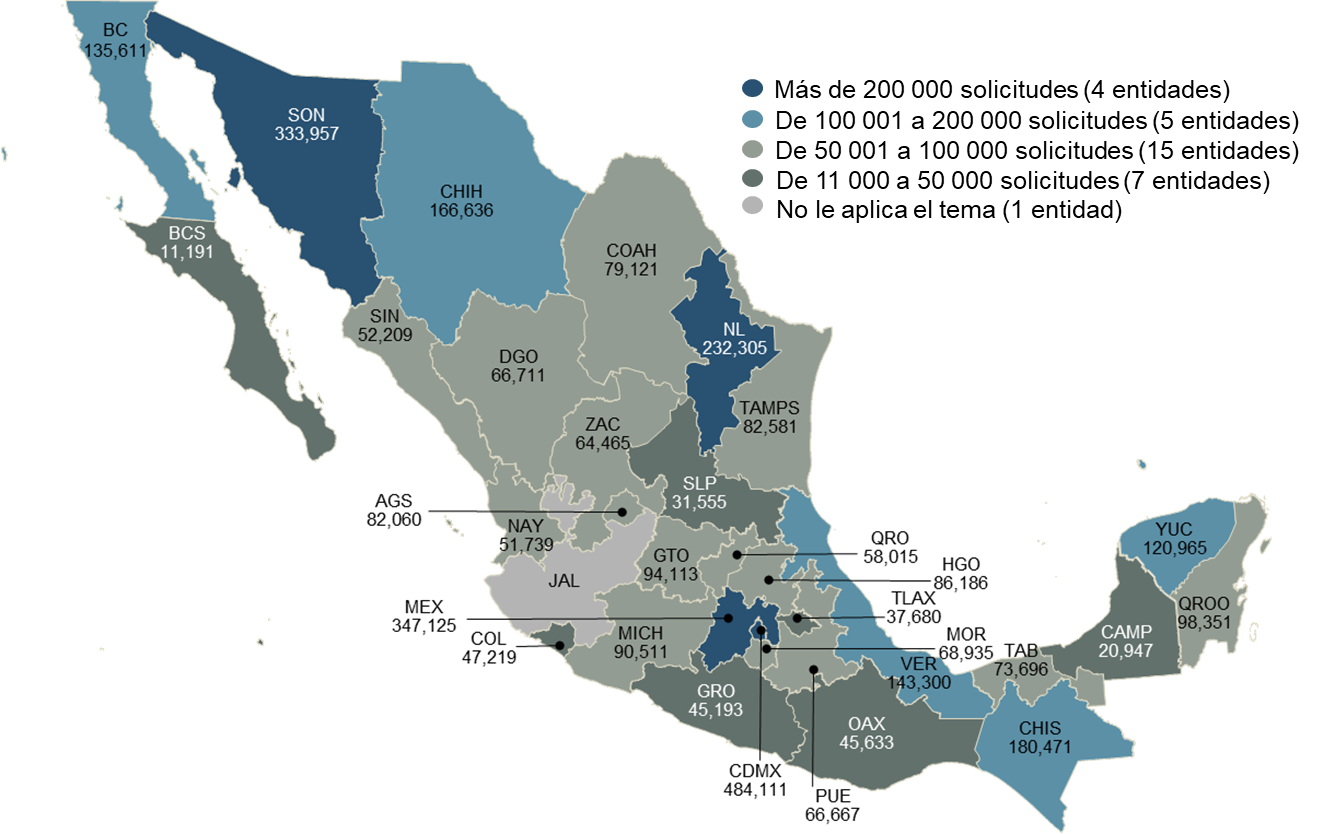 BC
135,611
SON
333,957
CHIH
166,636
Más de 200 000 solicitudes (4 entidades)
De 100 001 a 200 000 solicitudes (5 entidades)
De 50 001 a 100 000 solicitudes (15 entidades)
De 11 000 a 50 000 solicitudes (7 entidades)
No le aplica el tema (1 entidad)
BCS
11,191
COAH
79,121
SIN
52,209
NL
232,305
DGO
66,711
TAMPS
82,581
ZAC
64,465
SLP
31,555
AGS
82,060
NAY
51,739
GTO
94,113
QRO
58,015
HGO
86,186
YUC
120,965
JAL
TLAX
37,680
QROO
98,351
MEX
347,125
COL
47,219
MICH
90,511
MOR
68,935
TAB
73,696
CAMP
20,947
VER
143,300
GRO
45,193
OAX
45,633
CHIS
180,471
CDMX
484,111
PUE
66,667